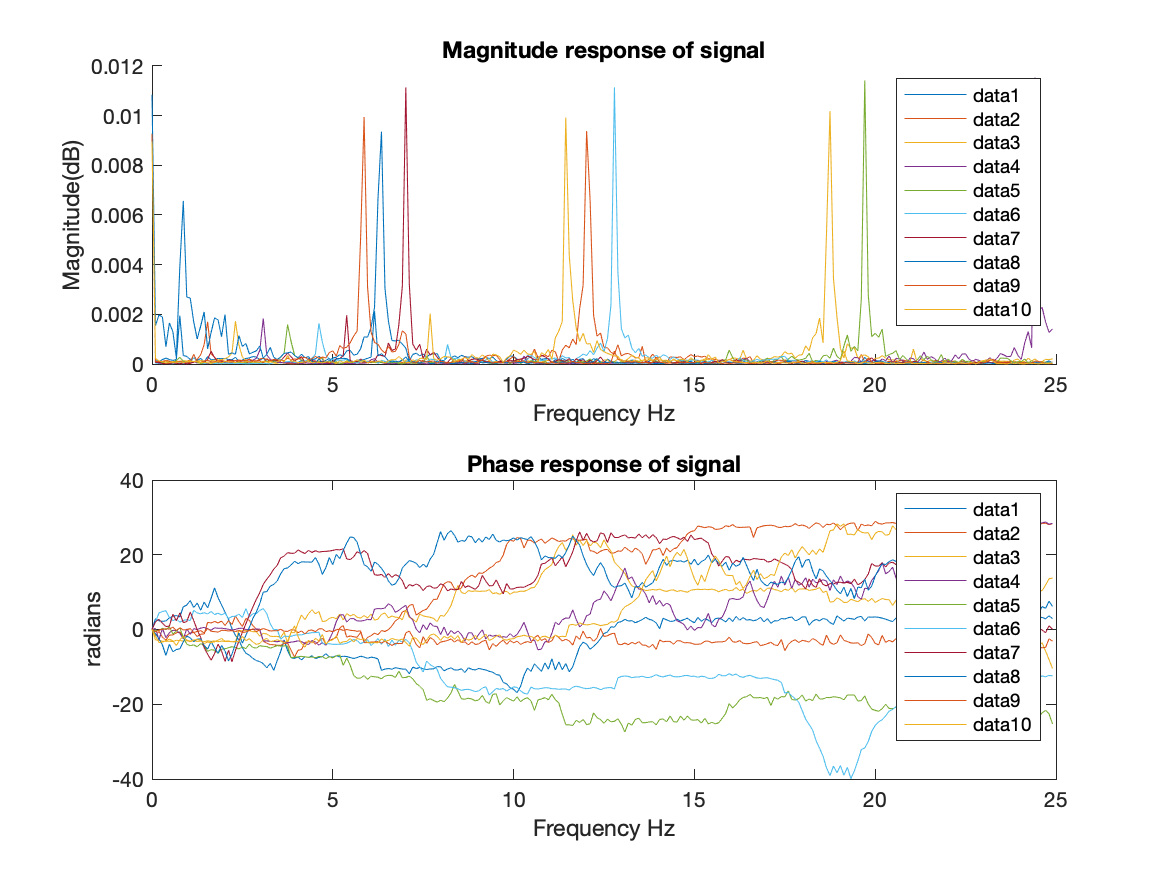 Magnitude response of signal
0.012
0.01
0.008
0.006
0.004
0.002
0
Magnitude(dB)
data1
data2
data3
data4
data5
data6
data7
data8
data9
data10
0 5 10 15 20 25
Frequency Hz
Phase response of signal
40
20
0
-20
-40
radians
data1
data2
data3
data4
data5
data6
data7
data8
data9
data10
0 5 10 15 20 25
Frequency Hz